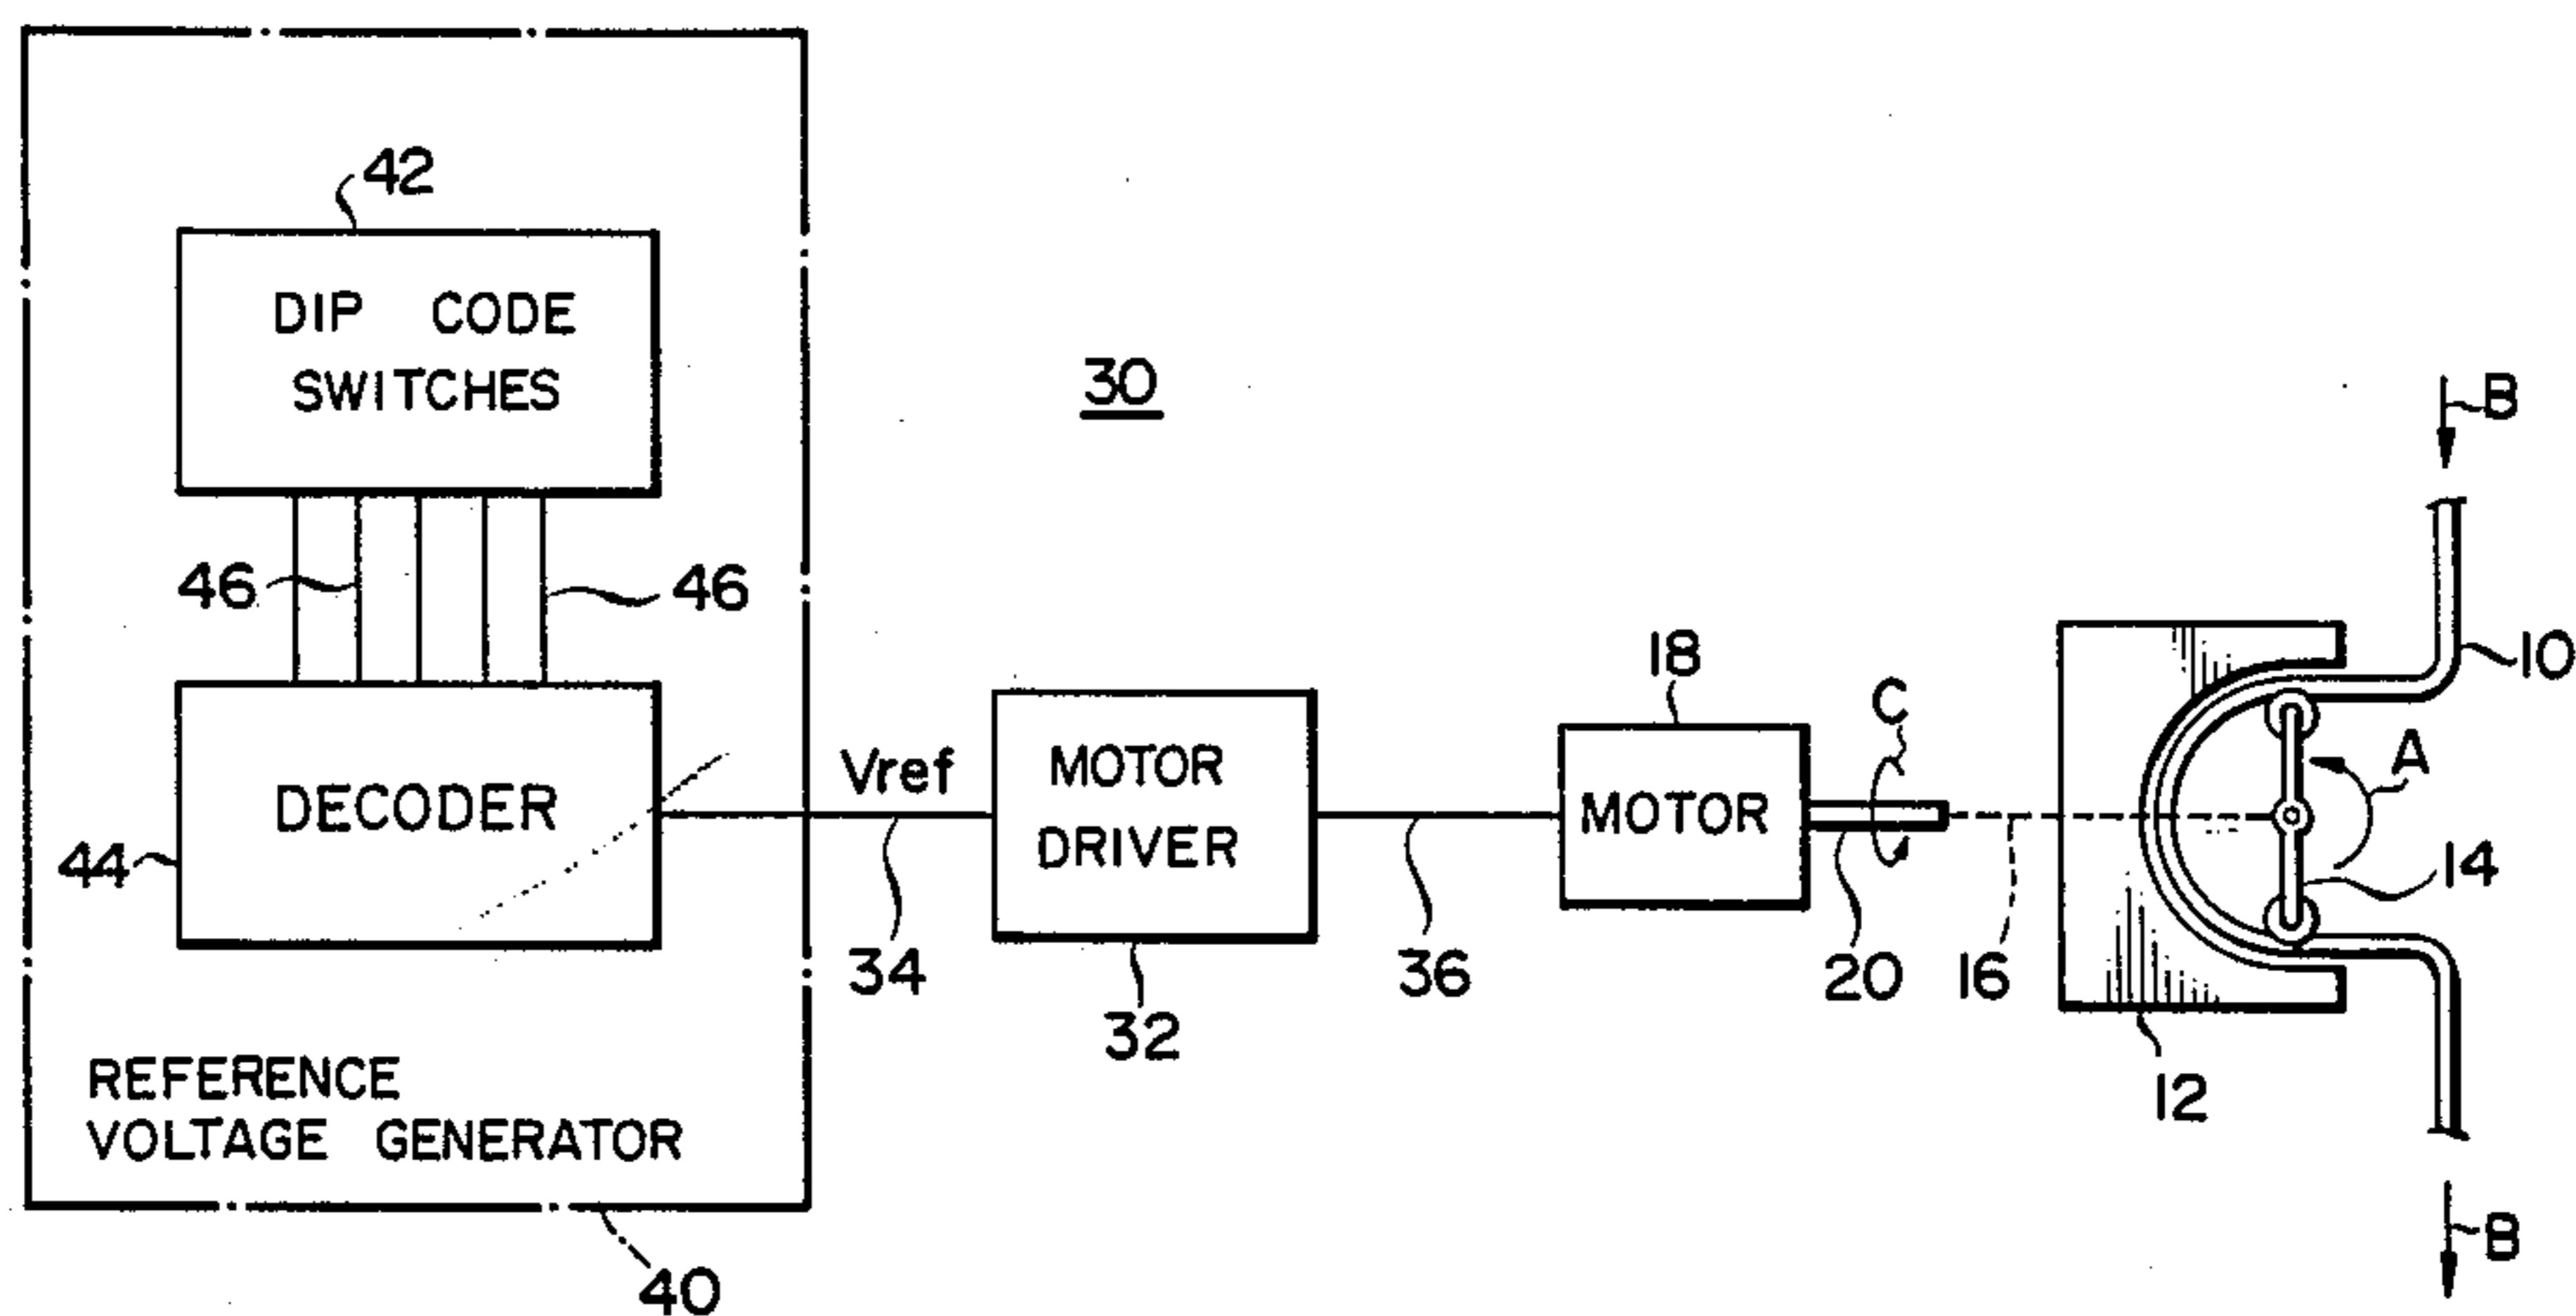 42
DIP CODE
SWITCHES
30
B
46
46
18
10
C
A
Vref
MOTOR
DRIVER
MOTOR
DECODER
44
34
36
20
16
14
32
12
REFERENCE
VOLTAGE GENERATOR
B
40